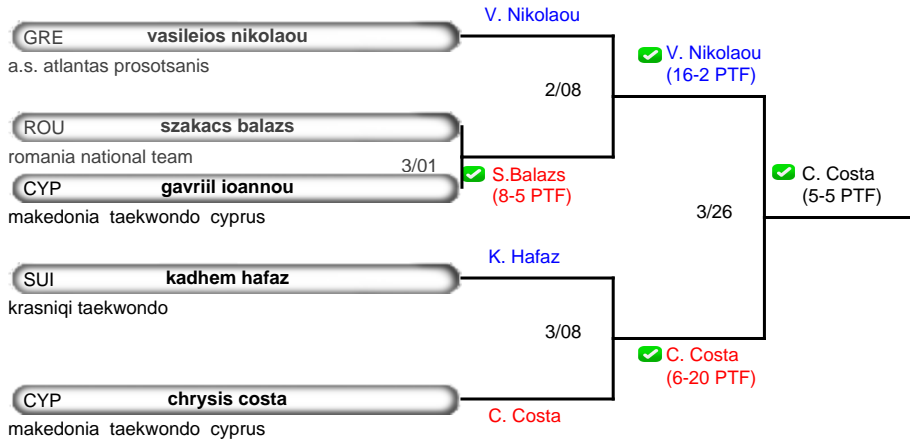 V. Nikolaou
GRE vasileios nikolaou
a.s. atlantas prosotsanis
V. Nikolaou
(16-2 PTF)
2/08
ROU szakacs balazs
romania national team
3/01
S.Balazs
(8-5 PTF)
CYP gavriil ioannou
makedonia taekwondo cyprus
C. Costa
(5-5 PTF)
3/26
K. Hafaz
SUI kadhem hafaz
krasniqi taekwondo
3/08
C. Costa
(6-20 PTF)
CYP chrysis costa
C. Costa
makedonia taekwondo cyprus